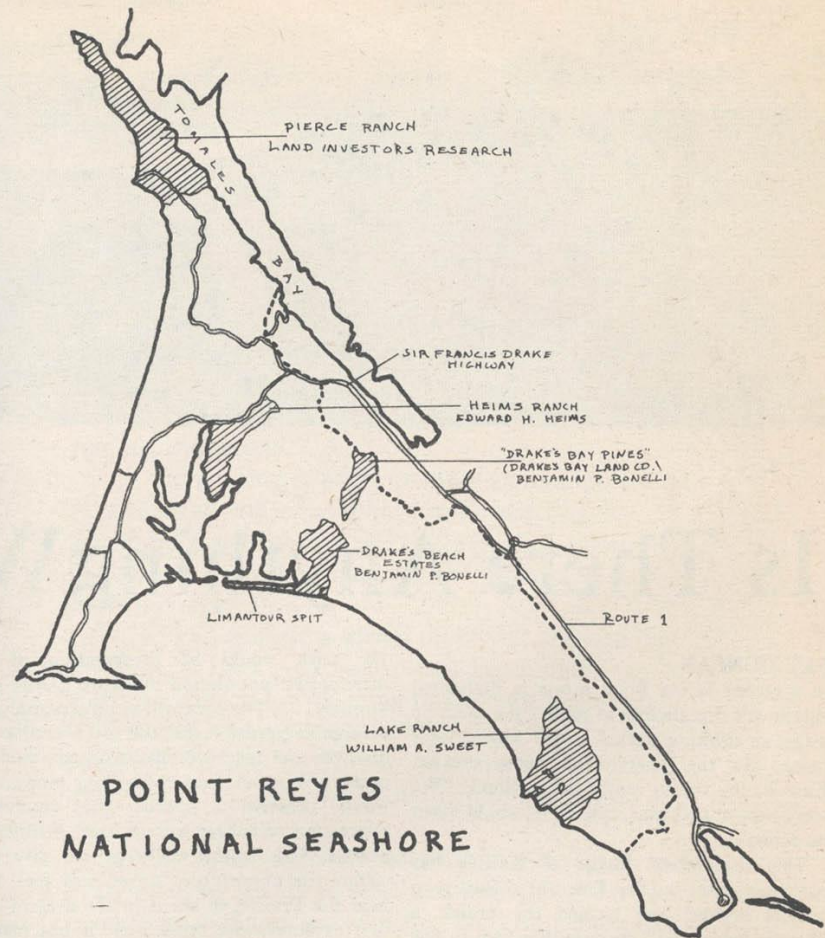 TOMALES
BAY
PIERCE RANCH
LAND INVESTORS RESEARCH
SIR FRANCIS DRAKE
HIGHWAY
HEIMS RANCH
EDWARD H. HEIMS
"DRAKE'S BAY PINES"
(DRAKES BAY LAND CO.\
BENJAMIN P. BONELLI
DRAKE'S BEACH
ESTATES
BENJAMIN P. BONELLI
LIMANTOUR SPIT
ROUTE 1
LAKE RANCH
WILLIAM A. SWEET
POINT REYES
NATIONAL SEASHORE